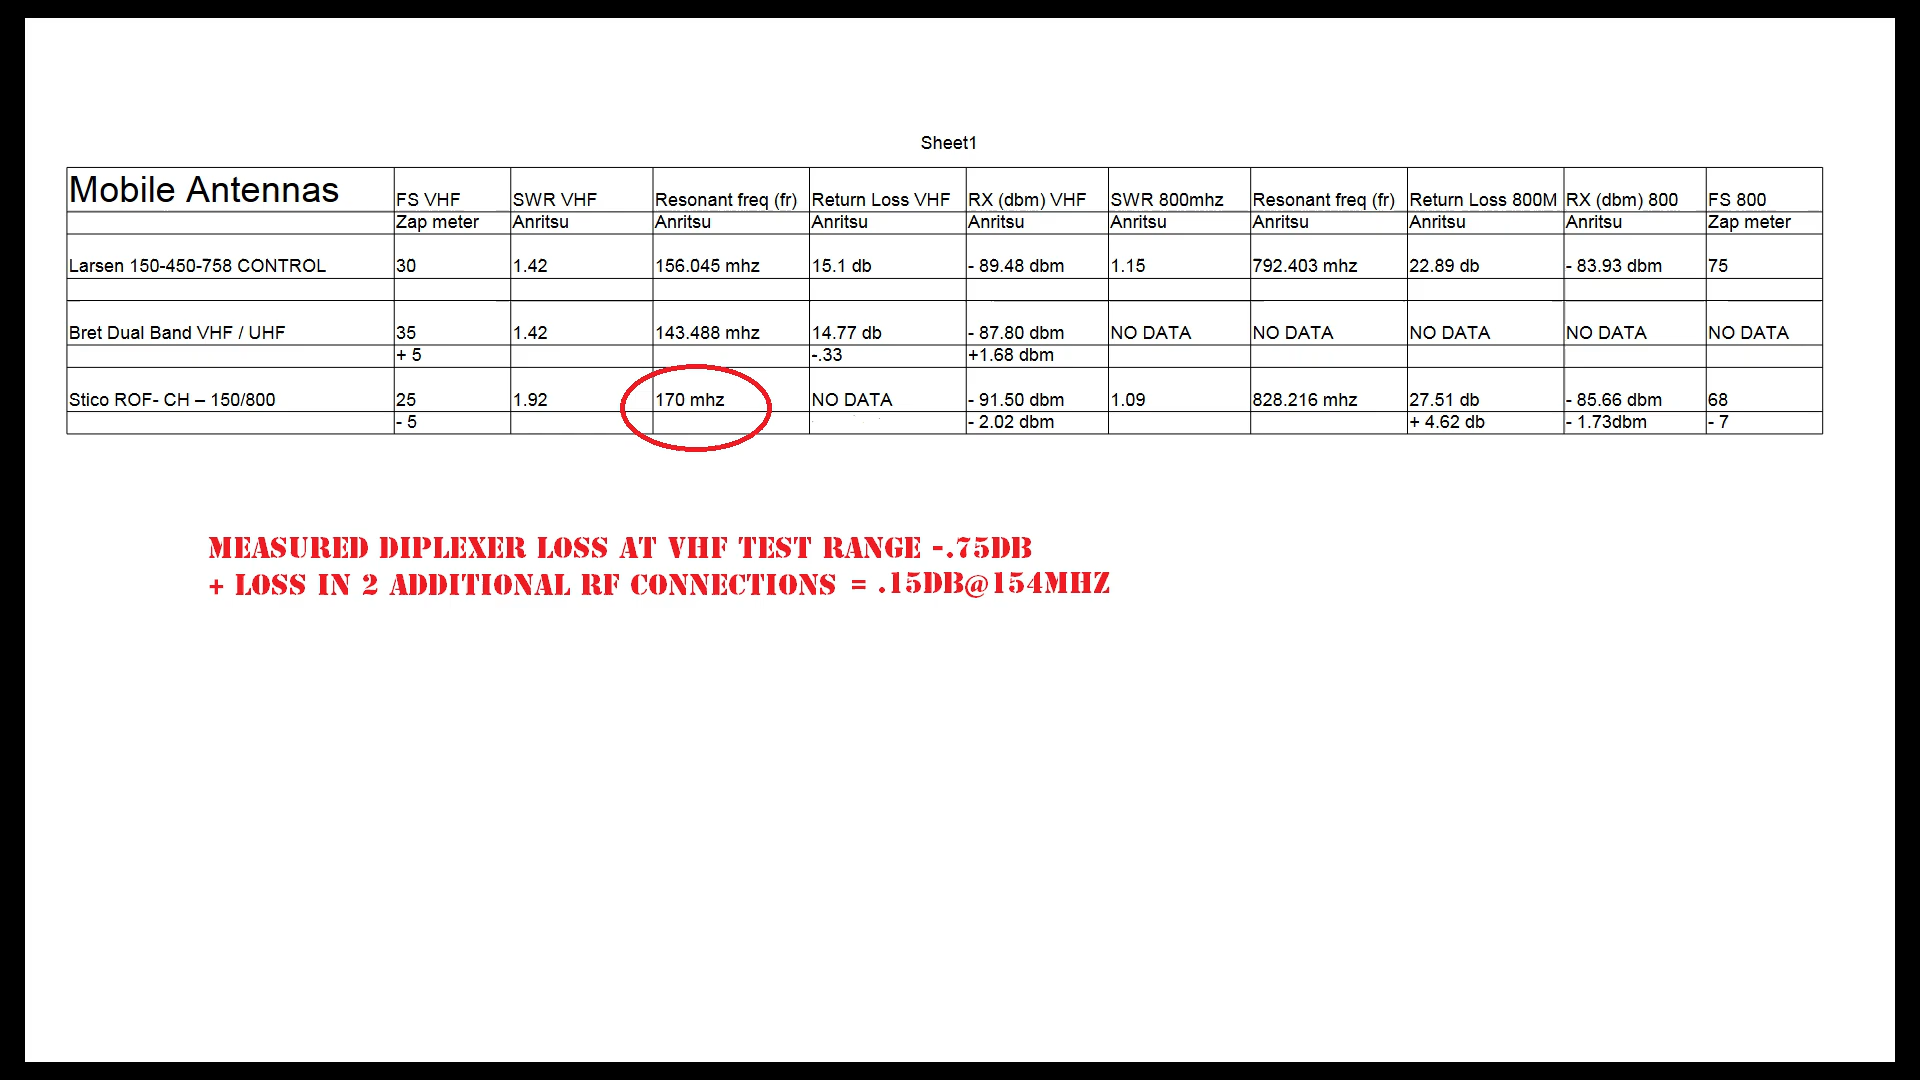 Sheet1
Mobile Antennas FS VHF SWR VHF Resonant freq (fr) Return Loss VHF RX (dbm) VHF SWR 800mhz Resonant freq (fr) Return Loss 800M RX (dbm) 800 FS 800
Zap meter Anritsu Anritsu Anritsu Anritsu Anritsu Anritsu Anritsu Anritsu Zap meter
Larsen 150-450-758 CONTROL 30 1.42 156.045 mhz 15.1 db - 89.48 dbm 1.15 792.403 mhz 22.89 db - 83.93 dbm 75
Bret Dual Band VHF / UHF 35 1.42 143.488 mhz 14.77 db - 87.80 dbm NO DATA NO DATA NO DATA NO DATA NO DATA
+ 5 -.33 +1.68 dbm
Stico ROF- CH – 150/800 25 1.92 170 mhz NO DATA - 91.50 dbm 1.09 828.216 mhz 27.51 db - 85.66 dbm 68
- 5 - 2.02 dbm + 4.62 db - 1.73dbm - 7
MEASURED DIPLEXER LOSS AT VHF TEST RANGE -.75DB
+ LOSS IN 2 ADDITIONAL RF CONNECTIONS = .15DB@154MHZ